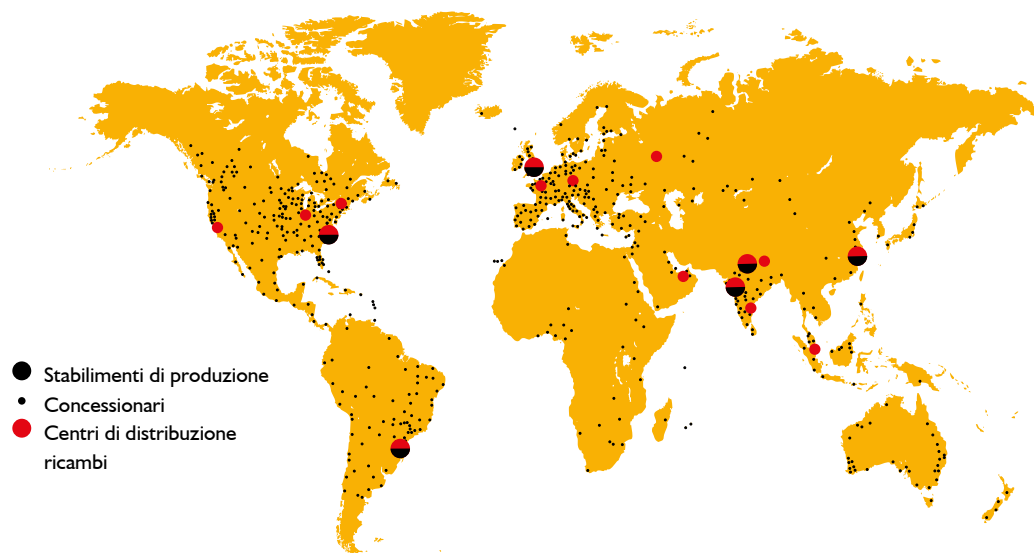 Stabilimenti di produzione
Concessionari
Centri di distribuzione
ricambi